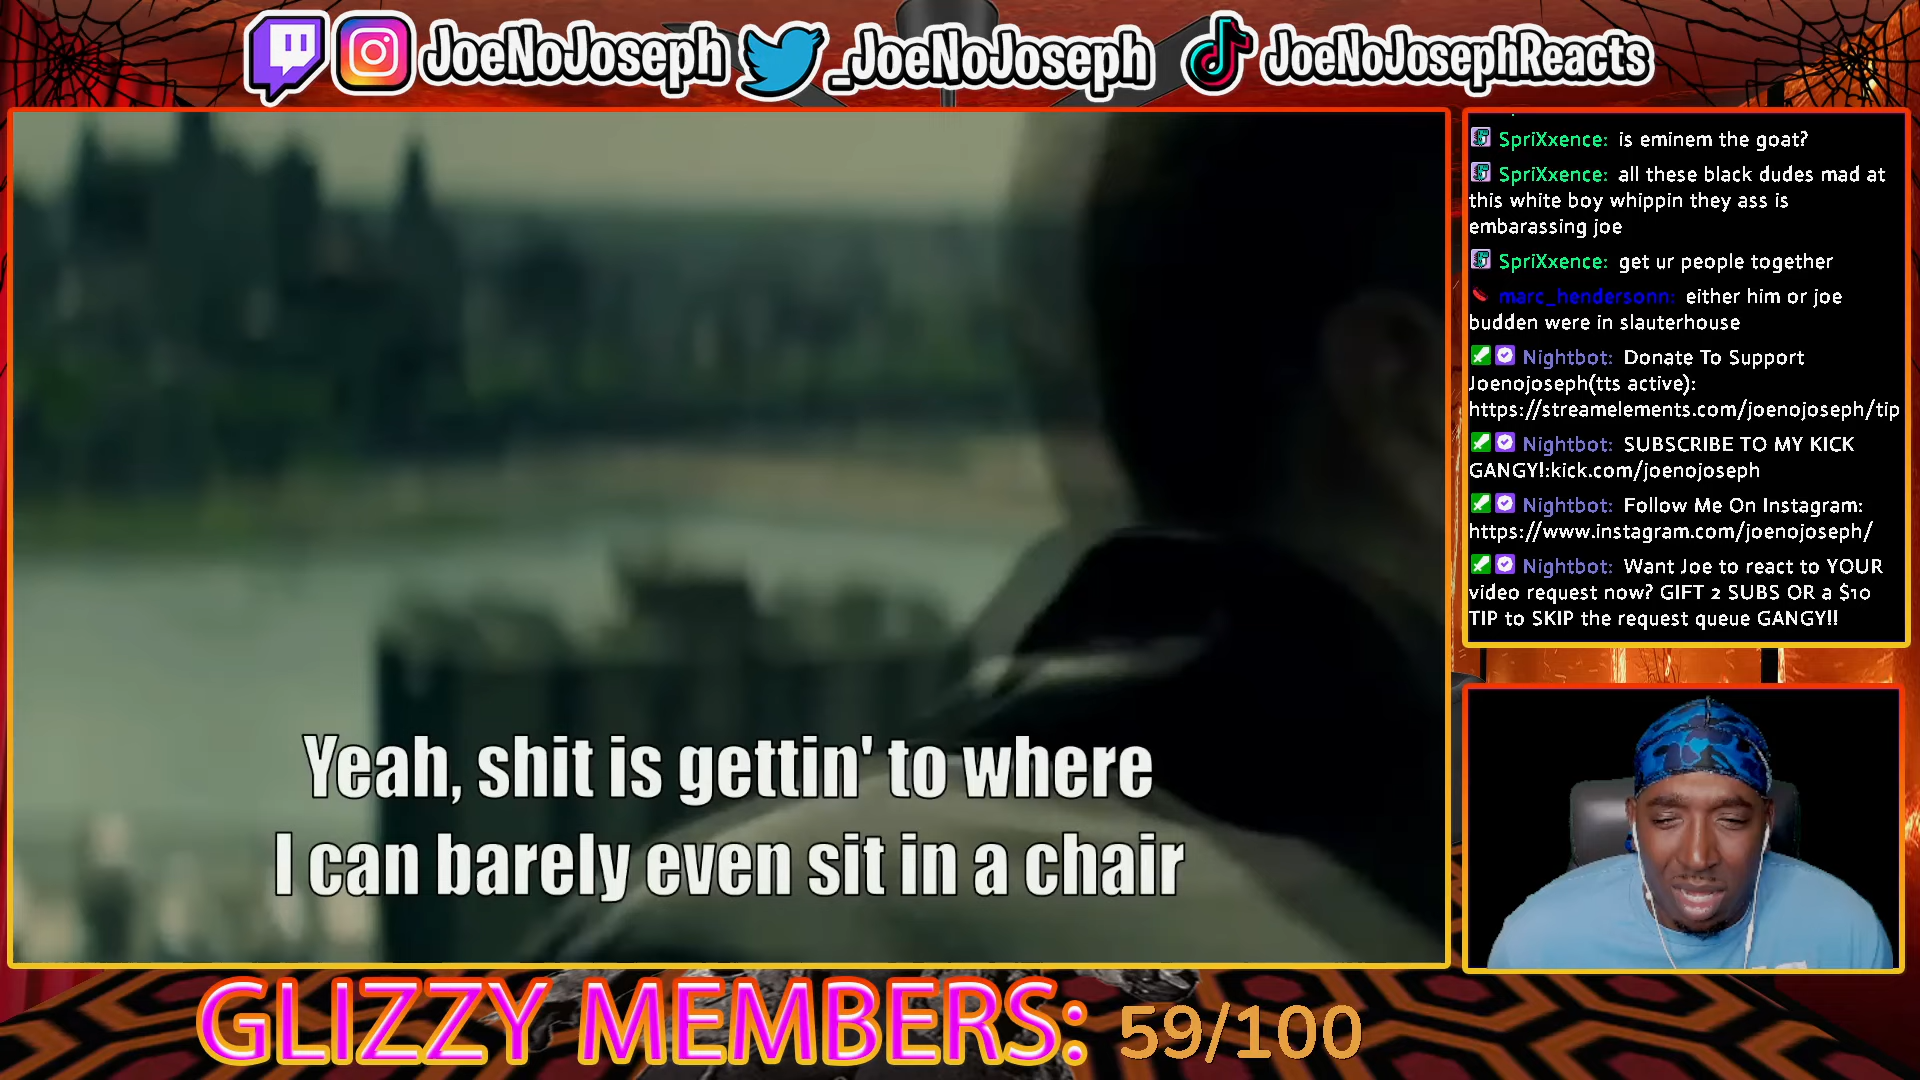 JoeNoJoseph _JoeNoJoseph JoeNoJosephReacts
SpriXxence: is eminem the goat?
SpriXxence: all these black dudes mad at
this white boy whippin they ass is
embarassing joe
SpriXxence: get ur people together
marc_hendersonn: either him or joe
budden were in slauterhouse
Nightbot: Donate To Support
Joenojoseph(tts active):
https://streamelements.com/joenojoseph/tip
Nightbot: SUBSCRIBE TO MY KICK
GANGY!:kick.com/joenojoseph
Nightbot: Follow Me On Instagram:
https://www.instagram.com/joenojoseph/
Nightbot: Want Joe to react to YOUR
video request now? GIFT 2 SUBS OR a $10
TIP to SKIP the request queue GANGY!!
Yeah, shit is gettin' to where
I can barely even sit in a chair
GLIZZY MEMBERS: 59/100